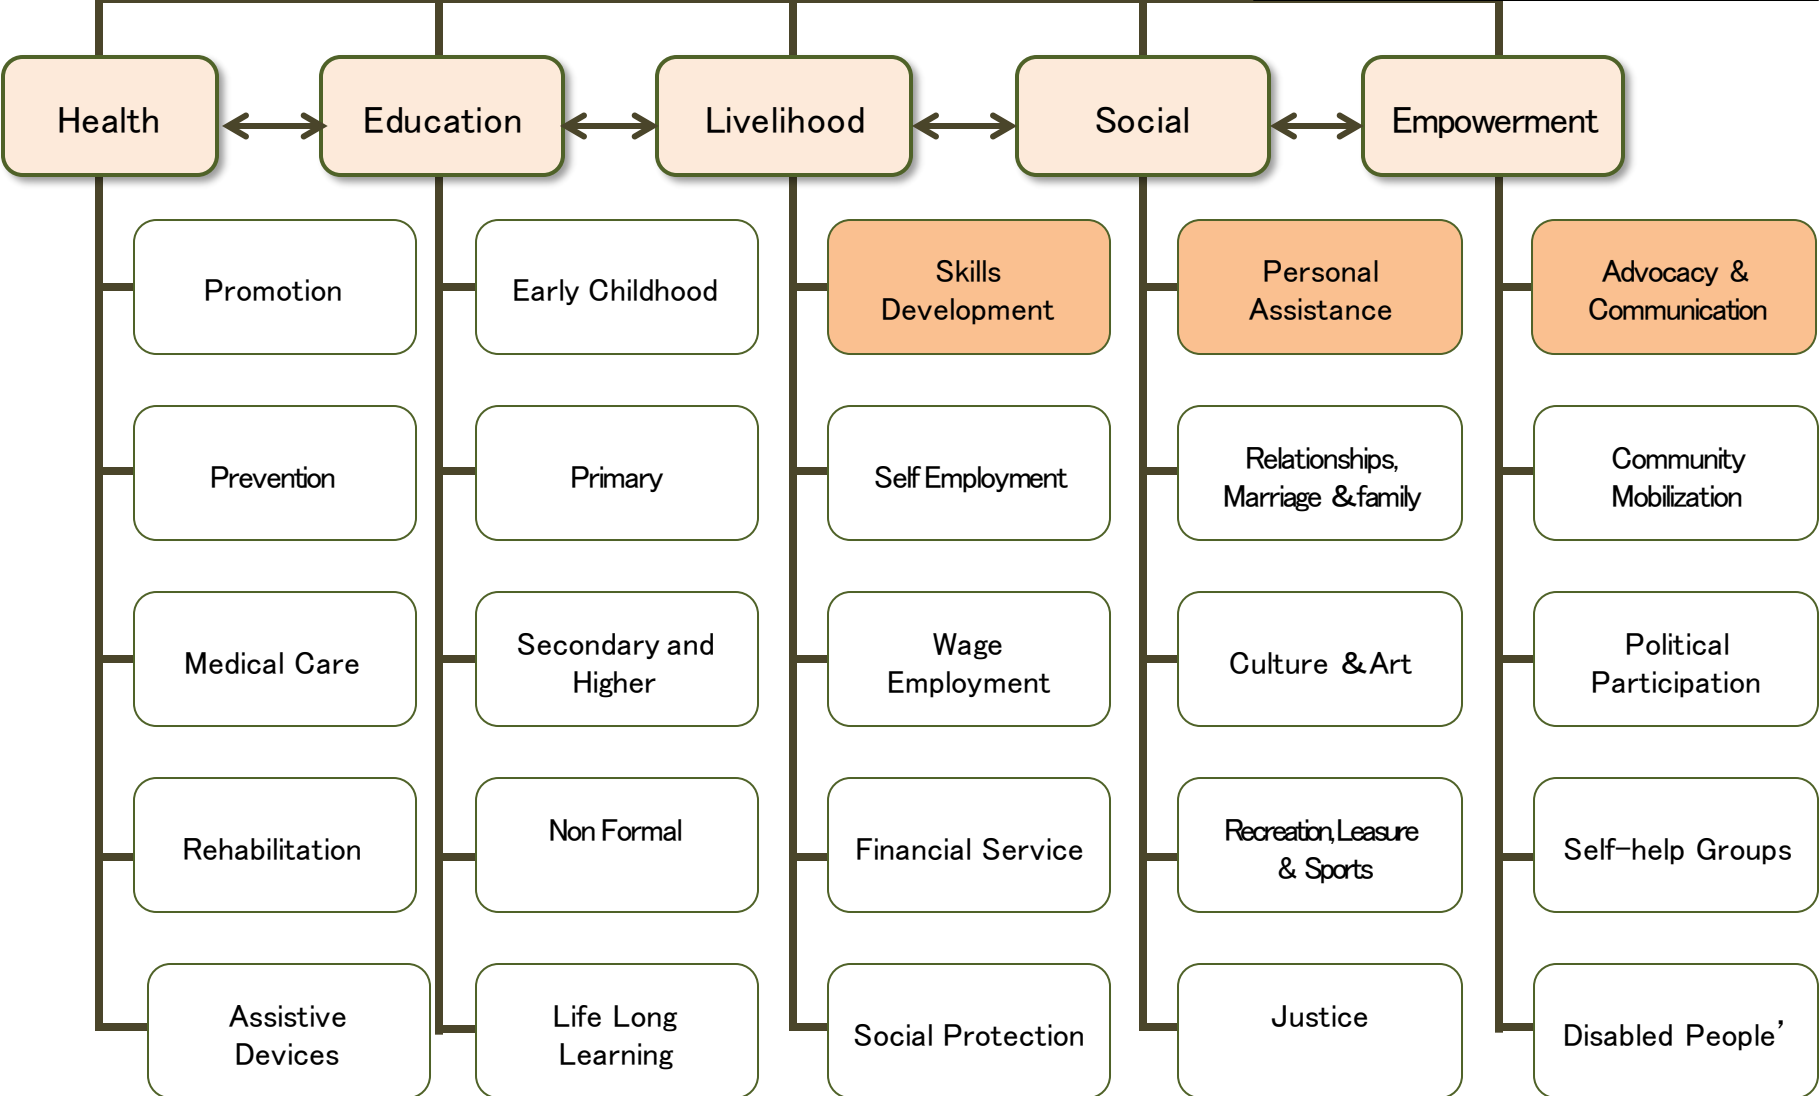 Health
Education
Livelihood
Social
Empowerment
Promotion
Early Childhood
Skills
Development
Personal
Assistance
Advocacy &
Communication
Prevention
Primary
Self Employment
Relationships,
Marriage & family
Community
Mobilization
Medical Care
Secondary and
Higher
Wage
Employment
Culture & Art
Political
Participation
Rehabilitation
Non Formal
Financial Service
Recreation, Leasure
& Sports
Self-help Groups
Assistive
Devices
Life Long
Learning
Social Protection
Justice
Disabled People’